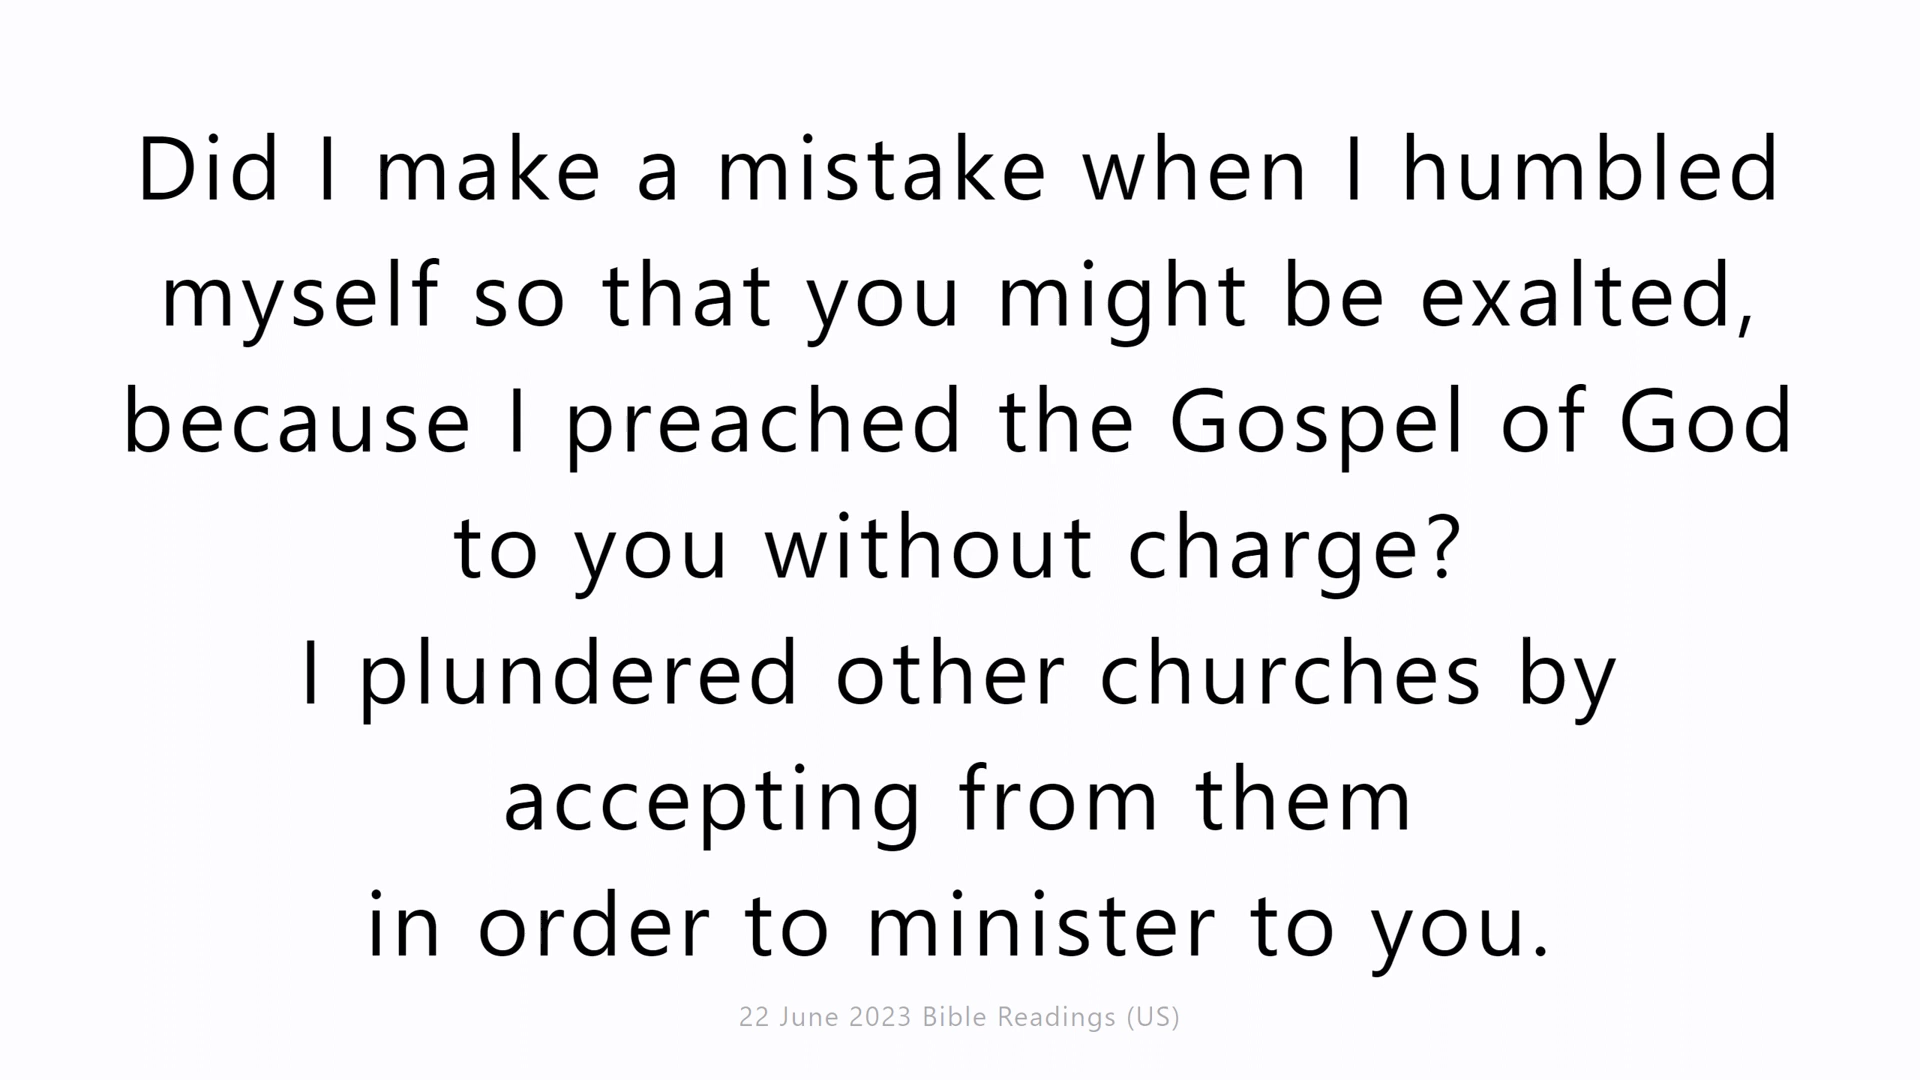 Did I make a mistake when I humbled
myself so that you might be exalted,
because I preached the Gospel of God
to you without charge?
I plundered other churches by
accepting from them
in order to minister to you.
22 June 2023 Bible Readings (US)